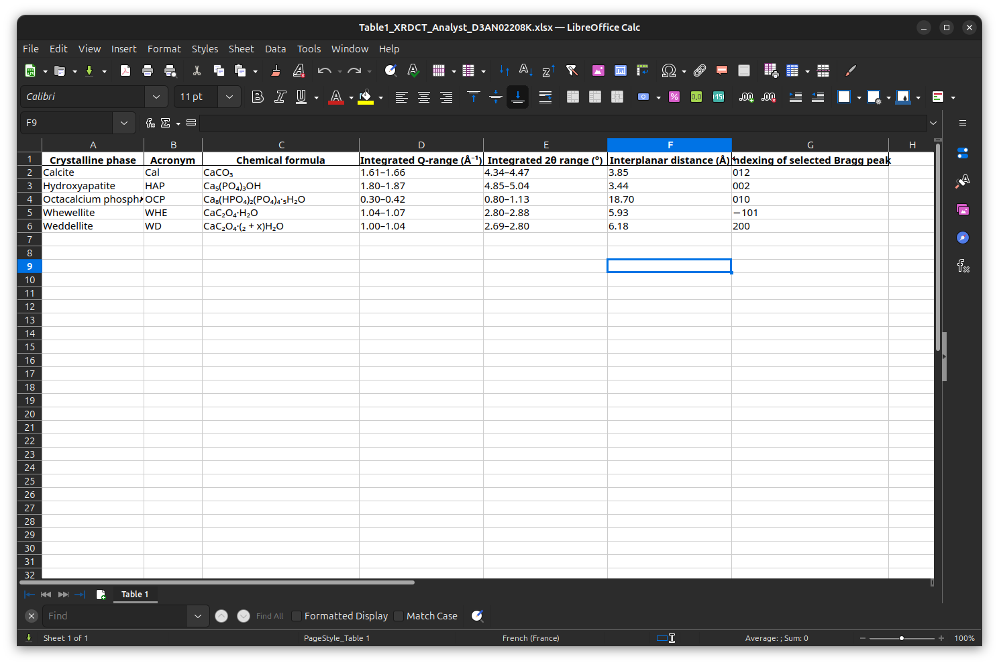 Table1_XRDCT_Analyst_D3AN02208K.xlsx — LibreOffice Calc
File Edit View Insert Format Styles Sheet Data Tools Window Help
Calibri 11 pt
F9
A B C D E F G H
1 Crystalline phase Acronym Chemical formula Integrated Q-range (Å⁻¹) Integrated 2θ range (°) Interplanar distance (Å) ndexing of selected Bragg peak
2 Calcite Cal CaCO₃ 1.61–1.66 4.34–4.47 3.85 012
3 Hydroxyapatite HAP Ca₅(PO₄)₃OH 1.80–1.87 4.85–5.04 3.44 002
4 Octacalcium phosph OCP Ca₈(HPO₄)₂(PO₄)₄·₅H₂O 0.30–0.42 0.80–1.13 18.70 010
5 Whewellite WHE CaC₂O₄·H₂O 1.04–1.07 2.80–2.88 5.93 −101
6 Weddellite WD CaC₂O₄·(₂ + x)H₂O 1.00–1.04 2.69–2.80 6.18 200
7
8
9
10
11
12
13
14
15
16
17
18
19
20
21
22
23
24
25
26
27
28
29
30
31
32
Table 1
Find Find All Formatted Display Match Case
Sheet 1 of 1 PageStyle_Table 1 French (France) Average: ; Sum: 0 100%